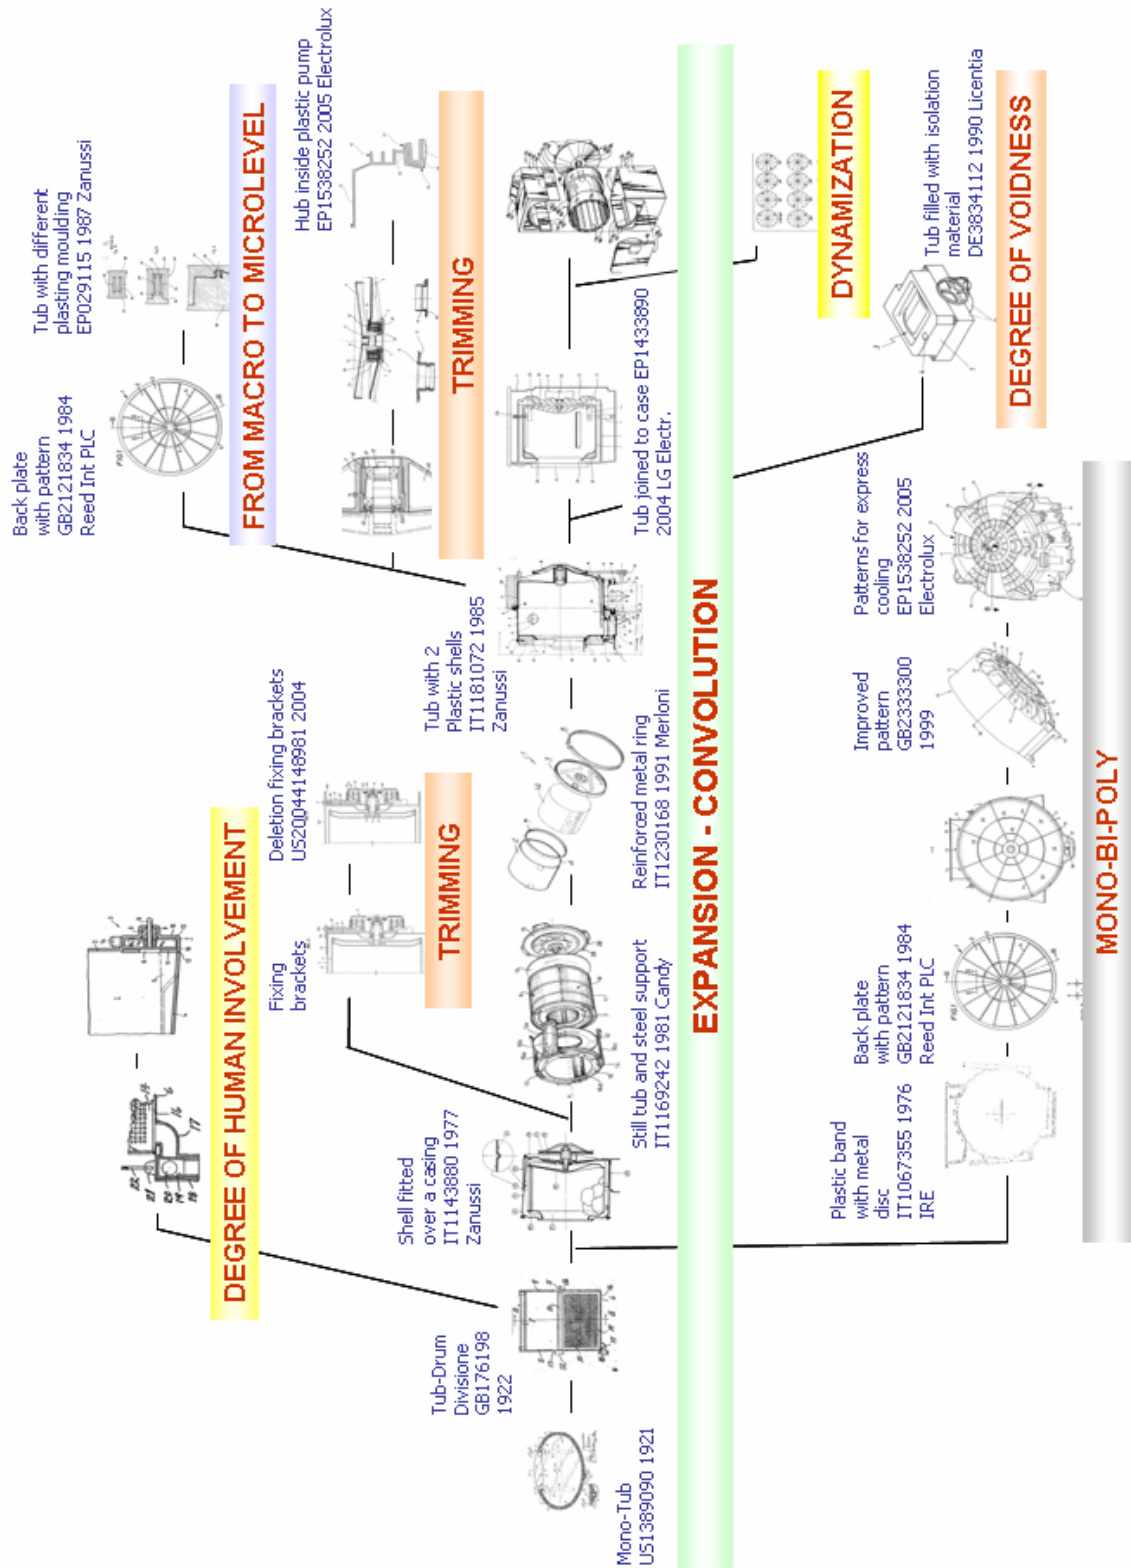 Back plate
with pattern
GB2121834 1984
Reed Int PLC
Tub with different
plasting moulding
EP029115 1987 Zanussi
FROM MACRO TO MICROLEVEL
Hub inside plastic pump
EP1538252 2005 Electrolux
TRIMMING
DEGREE OF HUMAN INVOLVEMENT
Fixing
brackets
Deletion fixing brackets
US20044148981 2004
TRIMMING
Mono-Tub
US1389090 1921
Tub-Drum
Divisione
GB176198
1922
Shell fitted
over a casing
IT1143880 1977
Zanussi
Still tub and steel support
IT1169242 1981 Candy
Reinforced metal ring
IT1230168 1991 Merloni
Tub with 2
Plastic shells
IT1181072 1985
Zanussi
Tub joined to case EP1433890
2004 LG Electr.
EXPANSION - CONVOLUTION
DYNAMIZATION
Tub filled with isolation
material
DE3834112 1990 Licentia
DEGREE OF VOIDNESS
Plastic band
with metal
disc
IT1067355 1976
IRE
Back plate
with pattern
GB2121834 1984
Reed Int PLC
Improved
pattern
GB2333300
1999
Patterns for express
cooling
EP1538252 2005
Electrolux
MONO-BI-POLY